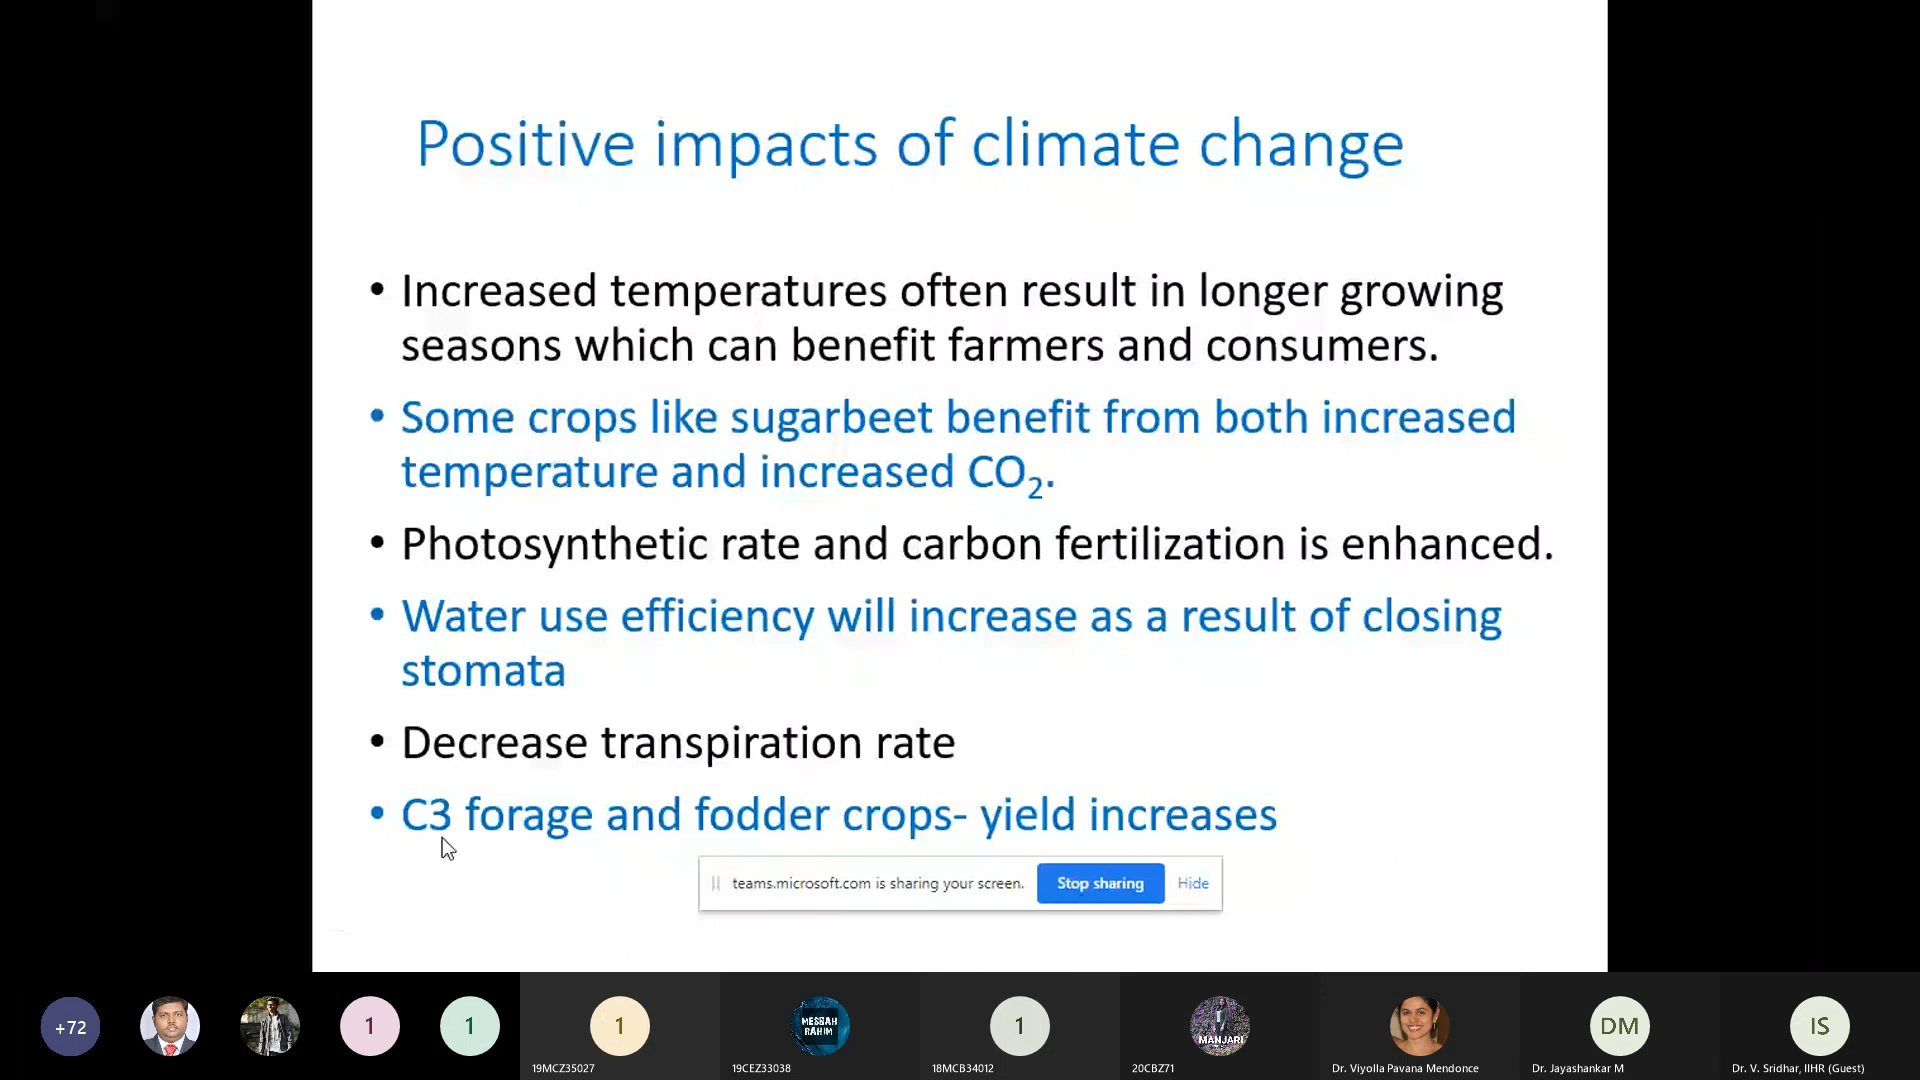 Positive impacts of climate change
• Increased temperatures often result in longer growing
seasons which can benefit farmers and consumers.
• Some crops like sugarbeet benefit from both increased
temperature and increased CO₂.
• Photosynthetic rate and carbon fertilization is enhanced.
• Water use efficiency will increase as a result of closing
stomata
• Decrease transpiration rate
• C3 forage and fodder crops- yield increases
teams.microsoft.com is sharing your screen. Stop sharing Hide
+72 1 1 1 MESBAH RAHIM 1 MANJARI DM IS
19MCZ35027 19CEZ33038 18MCB34012 20CBZ71 Dr. Viyolla Pavana Mendonce Dr. Jayashankar M Dr. V. Sridhar, IIHR (Guest)